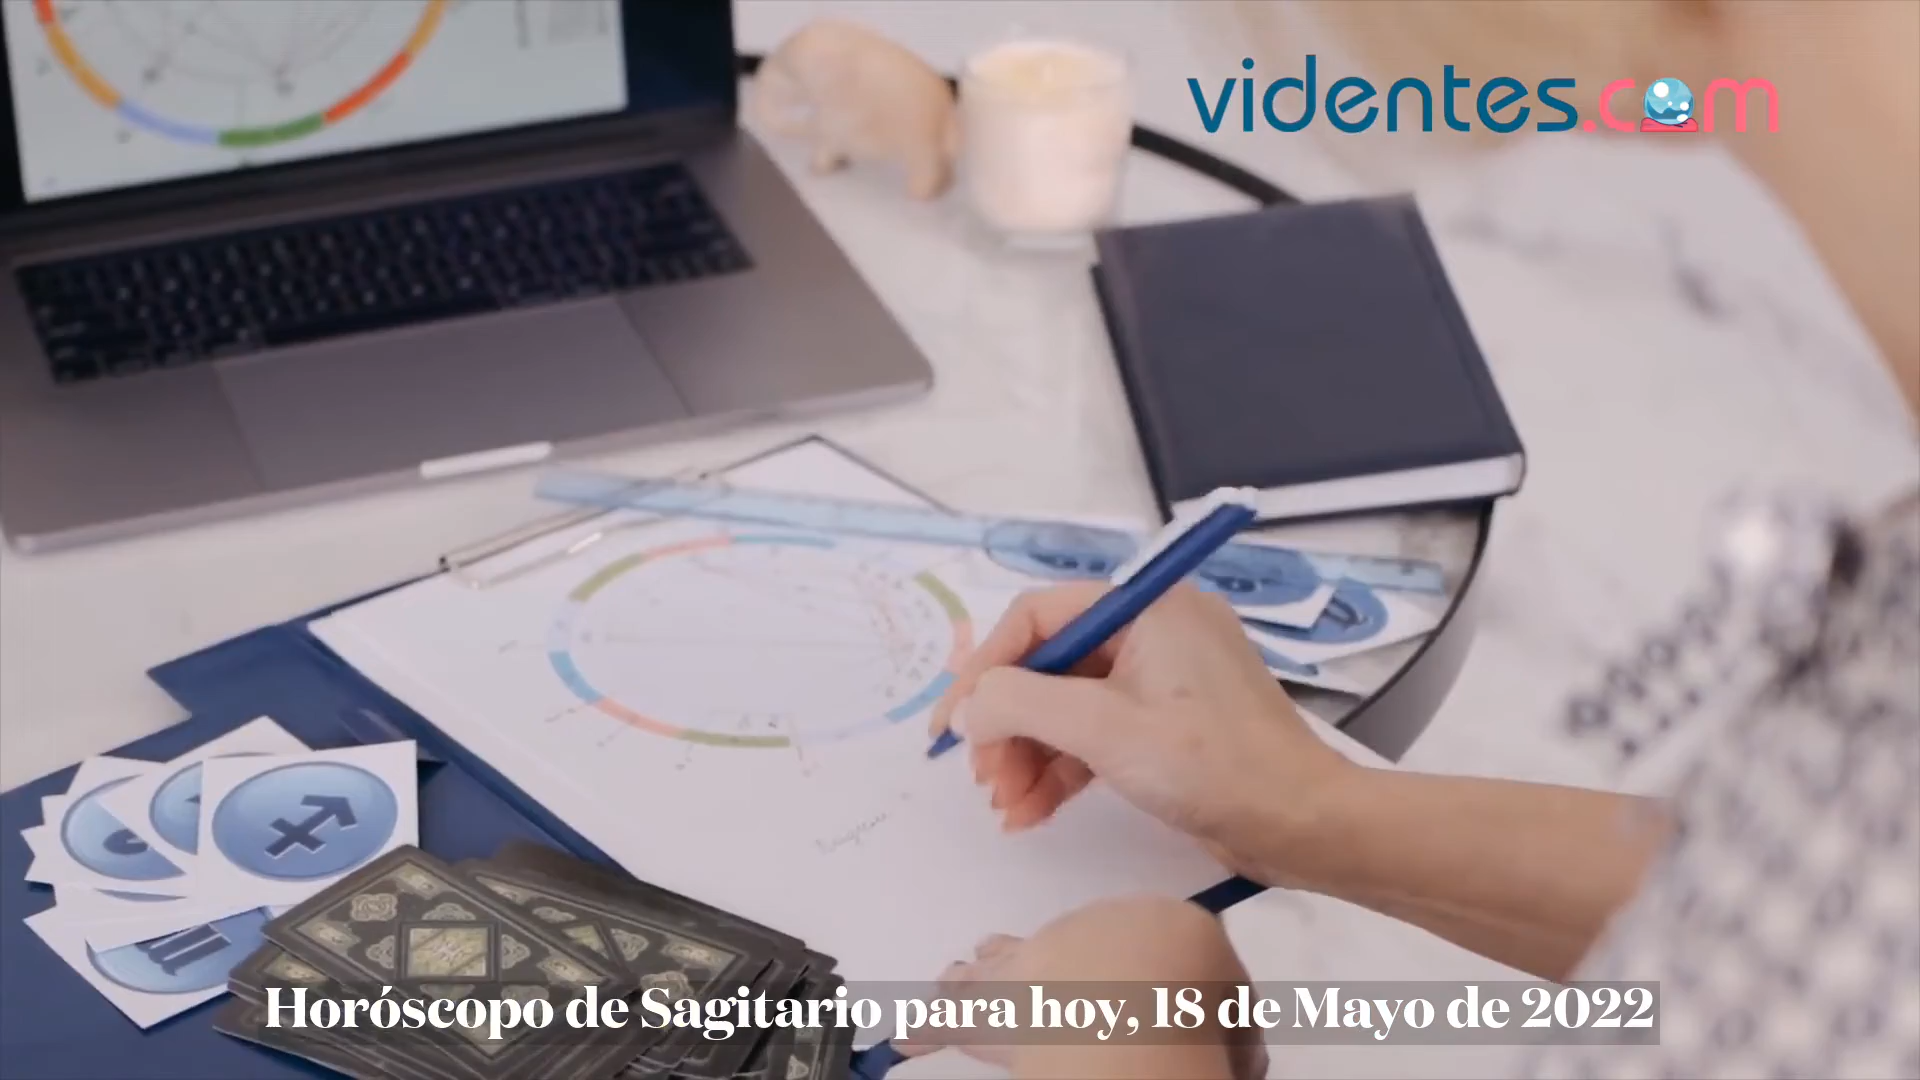 videntes.com
Horóscopo de Sagitario para hoy, 18 de Mayo de 2022